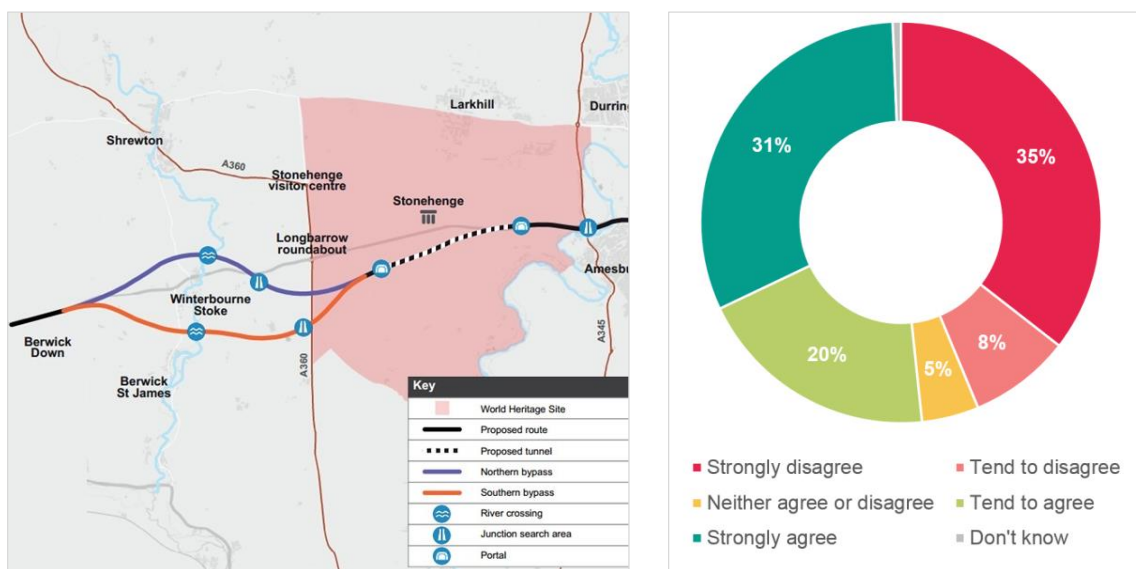 Larkhill
Durring
Shrewton
A360
Stonehenge
visitor centre
Stonehenge
Longbarrow
roundabout
Amesbu
Winterbourne
Stoke
Berwick
Down
A360
A345
Berwick
St James
Key
World Heritage Site
Proposed route
Proposed tunnel
Northern bypass
Southern bypass
River crossing
Junction search area
Portal
31%
35%
20%
5%
8%
Strongly disagree
Tend to disagree
Neither agree or disagree
Tend to agree
Strongly agree
Don't know